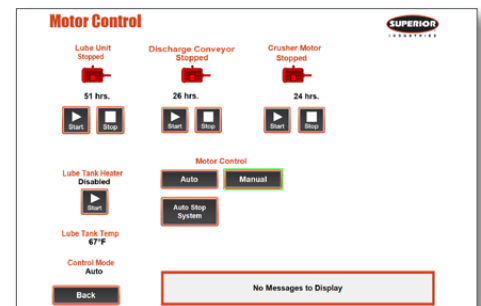 Motor Control
SUPERIOR
INDUSTRIES
Lube Unit
Stopped
51 hrs.
Start
Stop
Discharge Conveyor
Stopped
26 hrs.
Start
Stop
Crusher Motor
Stopped
24 hrs.
Start
Stop
Lube Tank Heater
Disabled
Start
Motor Control
Auto
Manual
Auto Stop
System
Lube Tank Temp
67°F
Control Mode
Auto
Back
No Messages to Display